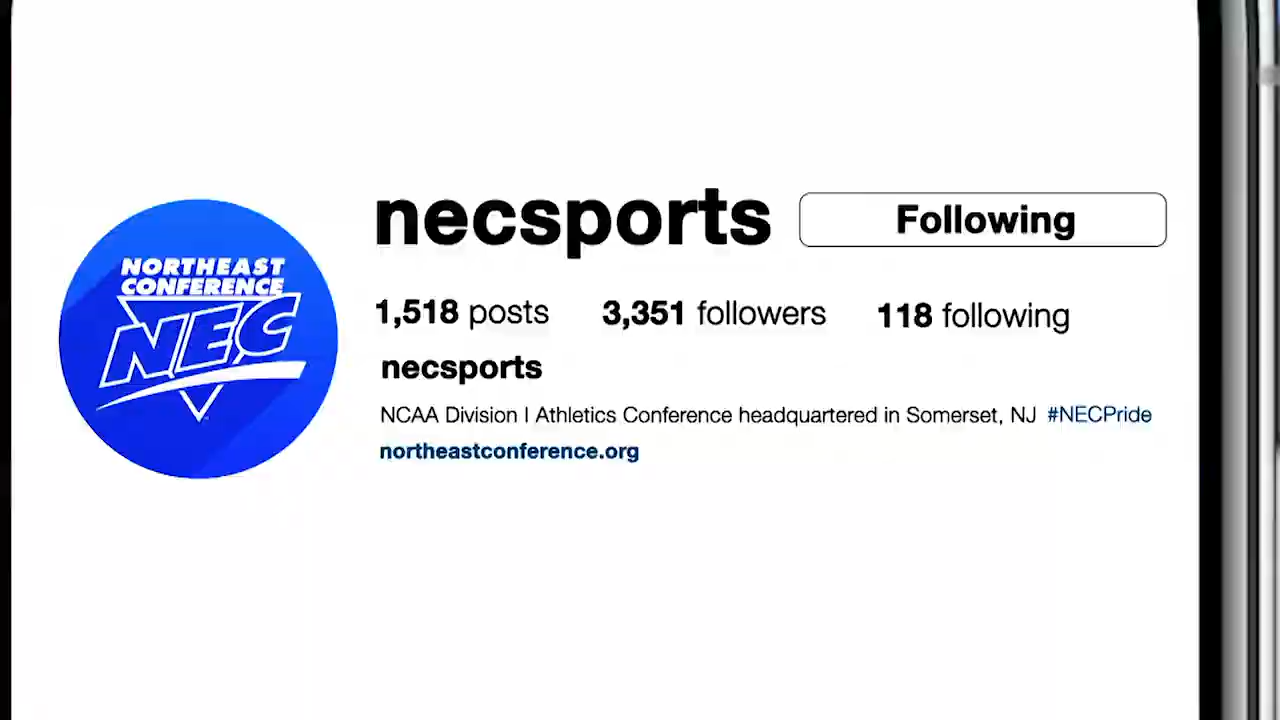 necsports Following
NORTHEAST
CONFERENCE
NEC
1,518 posts 3,351 followers 118 following
necsports
NCAA Division I Athletics Conference headquartered in Somerset, NJ #NECPride
northeastconference.org